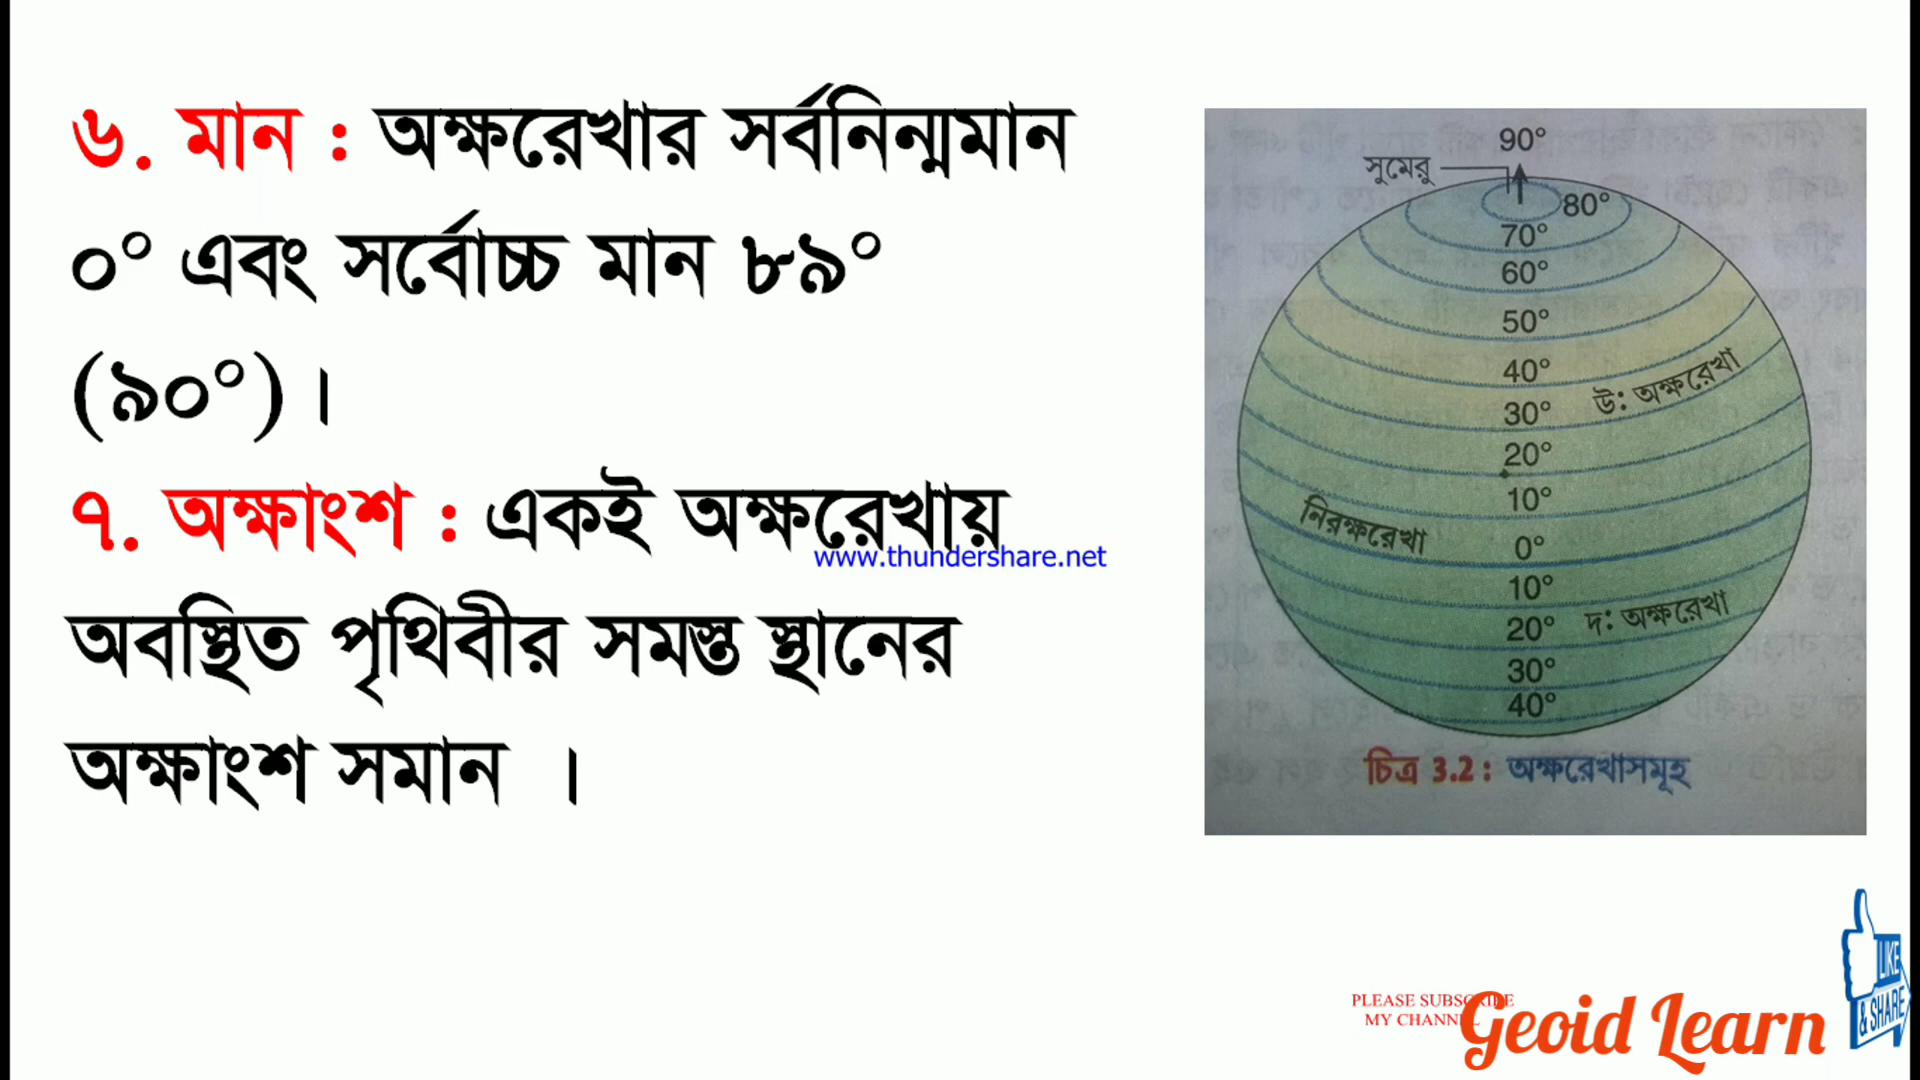 ৬. মান : অক্ষরেখার সর্বনিন্মমান
০° এবং সর্বোচ্চ মান ৮৯°
(৯০°) ।
৭. অক্ষাংশ : একই অক্ষরেখায়
www.thundershare.net
অবস্থিত পৃথিবীর সমস্ত স্থানের
অক্ষাংশ সমান ।
90°
সুমেরু
80°
70°
60°
50°
40°
উ: অক্ষরেখা
30°
20°
10°
নিরক্ষরেখা
0°
10°
20°
দ: অক্ষরেখা
30°
40°
চিত্র 3.2 : অক্ষরেখাসমূহ
LIKE
& SHARE
PLEASE SUBSCRIBE
MY CHANNEL
Geoid Learn